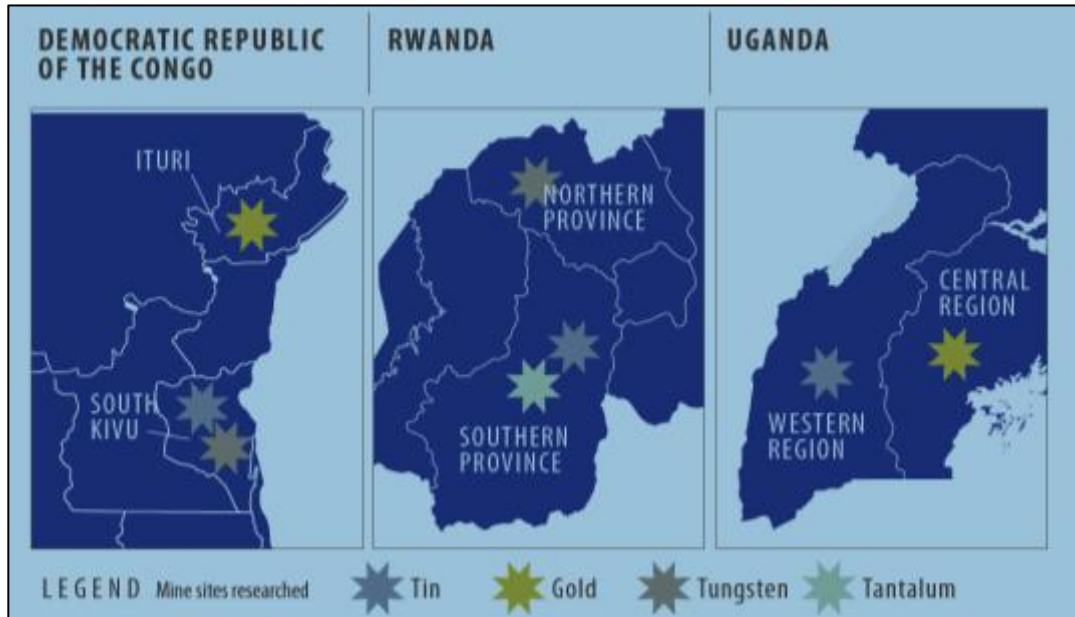 DEMOCRATIC REPUBLIC
OF THE CONGO
RWANDA
UGANDA
ITURI
SOUTH
KIVU
NORTHERN
PROVINCE
SOUTHERN
PROVINCE
CENTRAL
REGION
WESTERN
REGION
LEGEND Mine sites researched Tin Gold Tungsten Tantalum